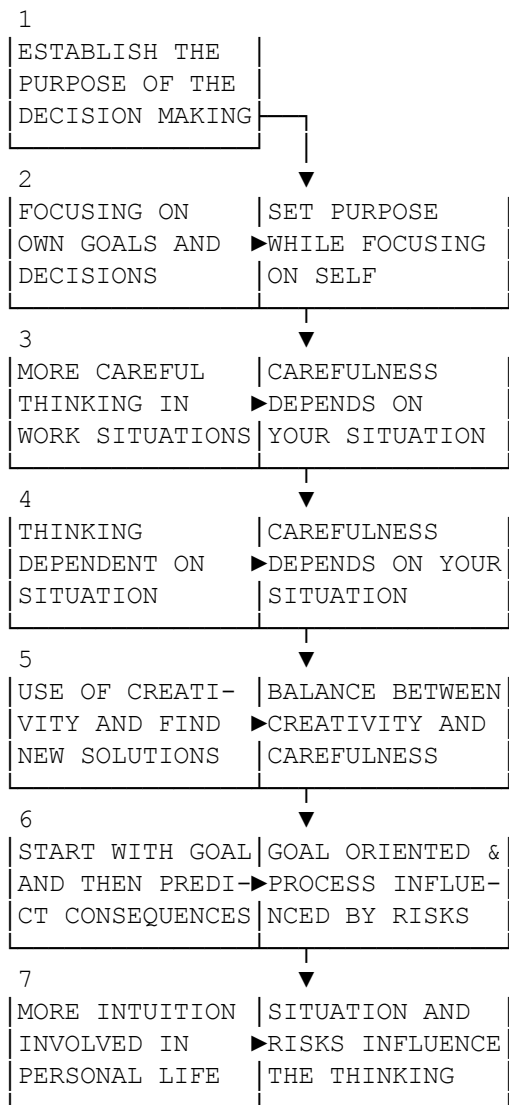 1
ESTABLISH THE
PURPOSE OF THE
DECISION MAKING
2
FOCUSING ON
OWN GOALS AND
DECISIONS
SET PURPOSE
WHILE FOCUSING
ON SELF
3
MORE CAREFUL
THINKING IN
WORK SITUATIONS
CAREFULNESS
DEPENDS ON
YOUR SITUATION
4
THINKING
DEPENDENT ON
SITUATION
CAREFULNESS
DEPENDS ON YOUR
SITUATION
5
USE OF CREATI-
VITY AND FIND
NEW SOLUTIONS
BALANCE BETWEEN
CREATIVITY AND
CAREFULNESS
6
START WITH GOAL
AND THEN PREDI-
CT CONSEQUENCES
GOAL ORIENTED &
PROCESS INFLUE-
NCED BY RISKS
7
MORE INTUITION
INVOLVED IN
PERSONAL LIFE
SITUATION AND
RISKS INFLUENCE
THE THINKING